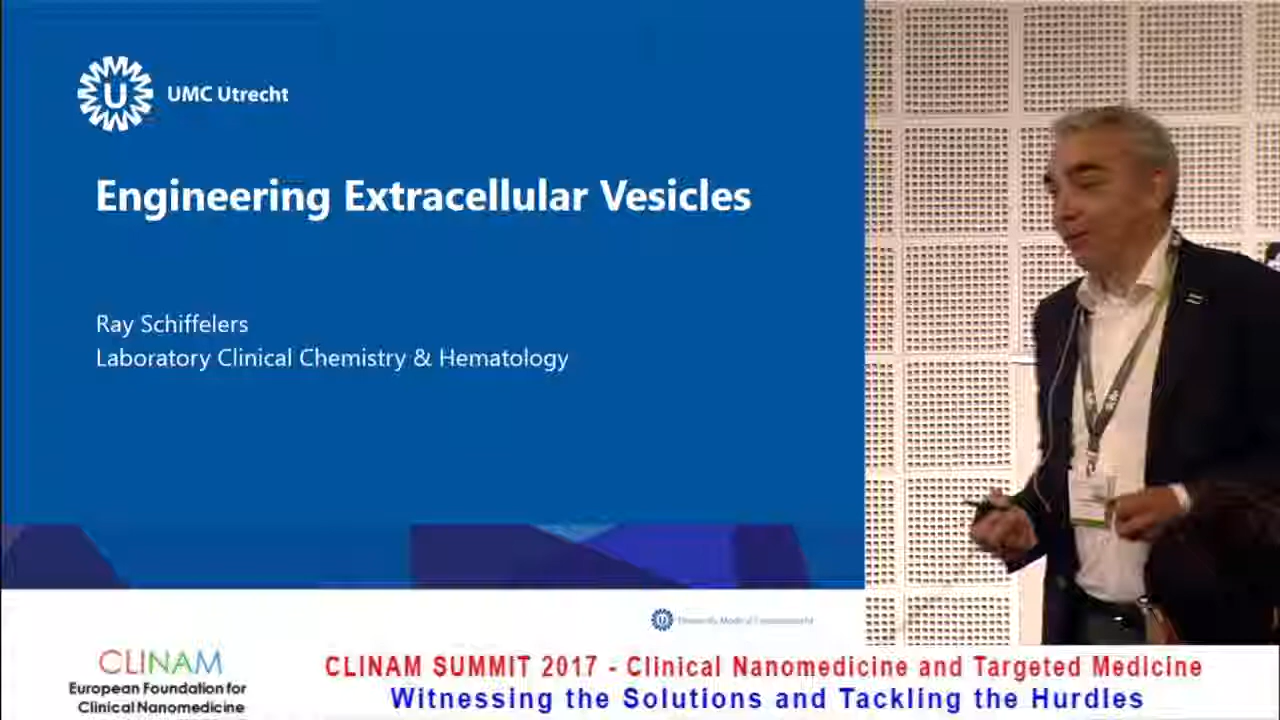 UMC Utrecht
Engineering Extracellular Vesicles
Ray Schiffelers
Laboratory Clinical Chemistry & Hematology
CLINAM
European Foundation for
Clinical Nanomedicine
CLINAM SUMMIT 2017 - Clinical Nanomedicine and Targeted Medicine
Witnessing the Solutions and Tackling the Hurdles